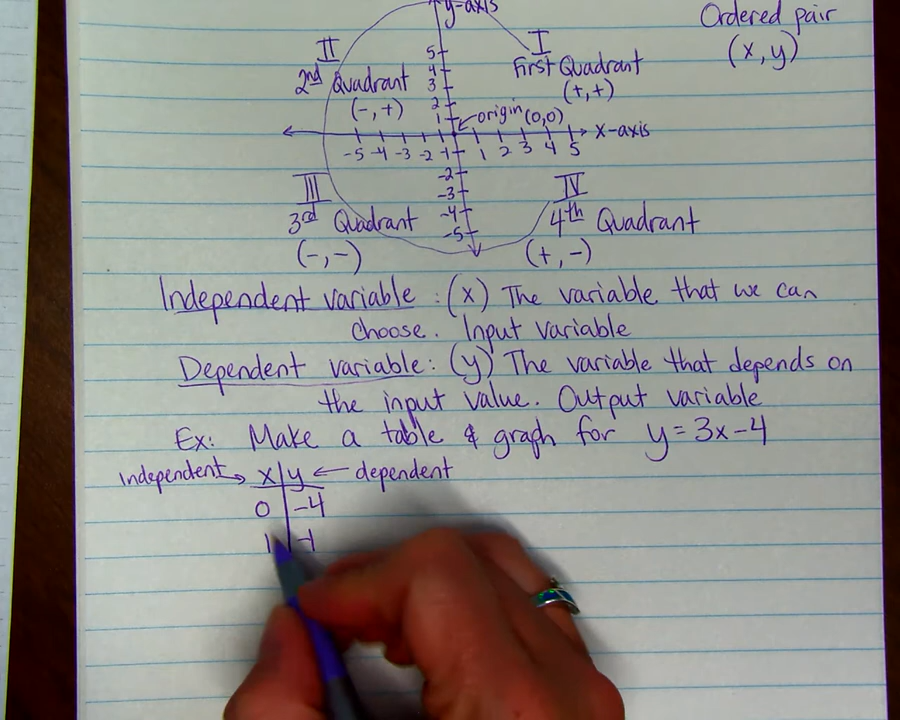 y-axis
Ordered pair
(x,y)
II
2nd Quadrant
(-,+)
I
First Quadrant
(+,+)
5
4
3
2
1
origin (0,0)
x-axis
-5 -4 -3 -2 -1 1 2 3 4 5
-2
-3
-4
-5
III
3rd Quadrant
(-,-)
IV
4th Quadrant
(+,-)
Independent variable : (x) The variable that we can
choose. Input variable
Dependent variable: (y) The variable that depends on
the input value. Output variable
Ex: Make a table & graph for y=3x-4
Independent x y dependent
0 -4
1 -1